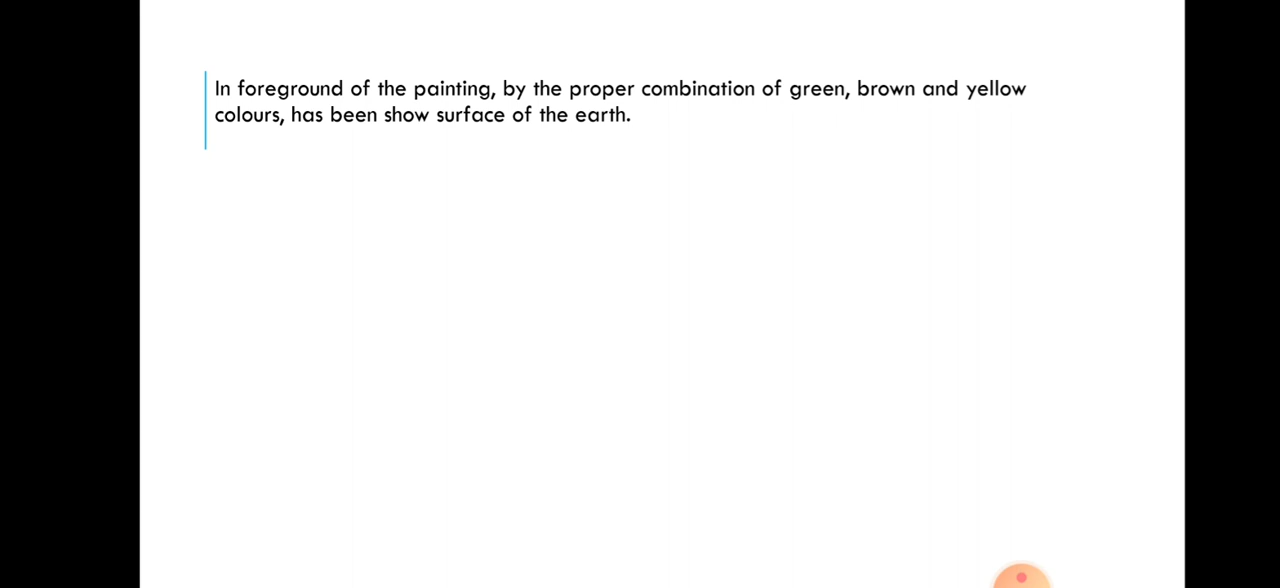 In foreground of the painting, by the proper combination of green, brown and yellow
colours, has been show surface of the earth.